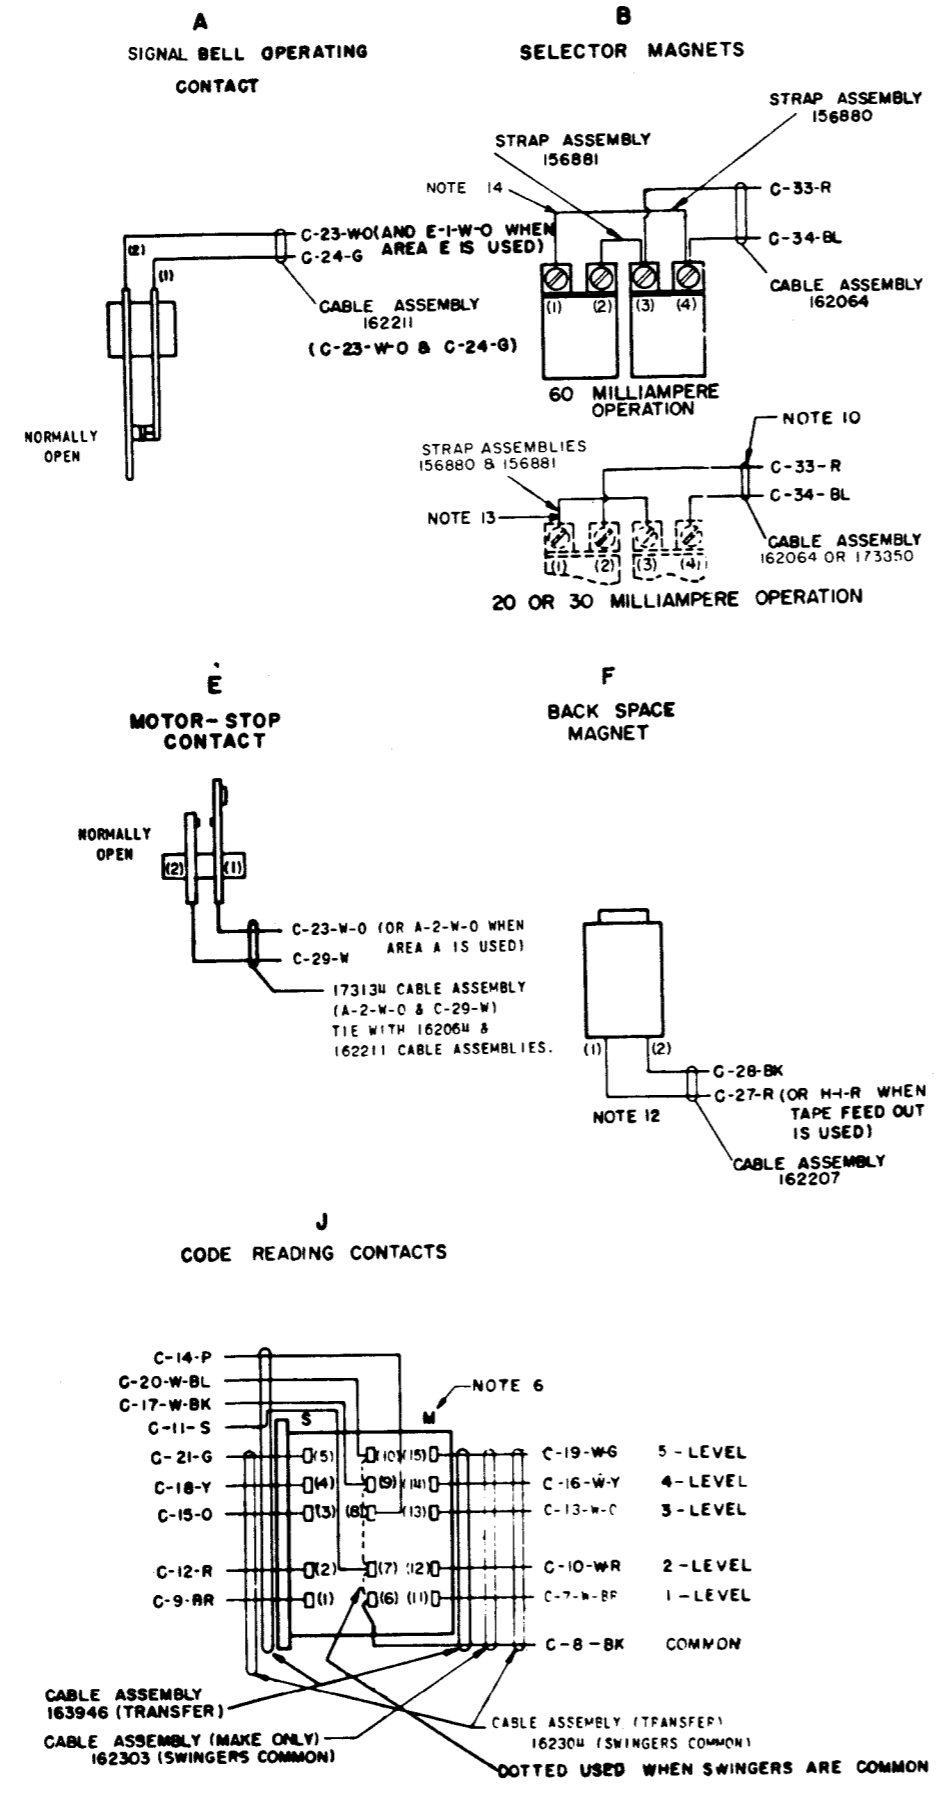 A
SIGNAL BELL OPERATING
CONTACT
(2)
(1)
C-23-WO(AND E-1-W-O WHEN
AREA E IS USED)
C-24-G
CABLE ASSEMBLY
162211
(C-23-W-O & C-24-G)
NORMALLY
OPEN
B
SELECTOR MAGNETS
STRAP ASSEMBLY
156880
STRAP ASSEMBLY
156881
NOTE 14
C-33-R
C-34-BL
CABLE ASSEMBLY
162064
(1) (2) (3) (4)
60 MILLIAMPERE
OPERATION
NOTE 10
STRAP ASSEMBLIES
156880 & 156881
C-33-R
C-34-BL
NOTE 13
CABLE ASSEMBLY
162064 OR 173350
(1) (2) (3) (4)
20 OR 30 MILLIAMPERE OPERATION
E
MOTOR-STOP
CONTACT
NORMALLY
OPEN
(2) (1)
C-23-W-O (OR A-2-W-O WHEN
AREA A IS USED)
C-29-W
173134 CABLE ASSEMBLY
(A-2-W-O & C-29-W)
TIE WITH 162064 &
162211 CABLE ASSEMBLIES.
F
BACK SPACE
MAGNET
(1) (2)
C-28-BK
C-27-R (OR H-1-R WHEN
TAPE FEED OUT
IS USED)
NOTE 12
CABLE ASSEMBLY
162207
J
CODE READING CONTACTS
C-14-P
C-20-W-BL
C-17-W-BK
C-11-S
NOTE 6
S M
C-21-G (5) (10) (15) C-19-WG 5-LEVEL
C-18-Y (4) (9) (14) C-16-W-Y 4-LEVEL
C-15-O (3) (8) (13) C-13-W-O 3-LEVEL
C-12-R (2) (7) (12) C-10-WR 2-LEVEL
C-9-BR (1) (6) (11) C-7-W-BR 1-LEVEL
C-8-BK COMMON
CABLE ASSEMBLY
163946 (TRANSFER)
CABLE ASSEMBLY (MAKE ONLY)
162303 (SWINGERS COMMON)
CABLE ASSEMBLY (TRANSFER)
162304 (SWINGERS COMMON)
DOTTED USED WHEN SWINGERS ARE COMMON